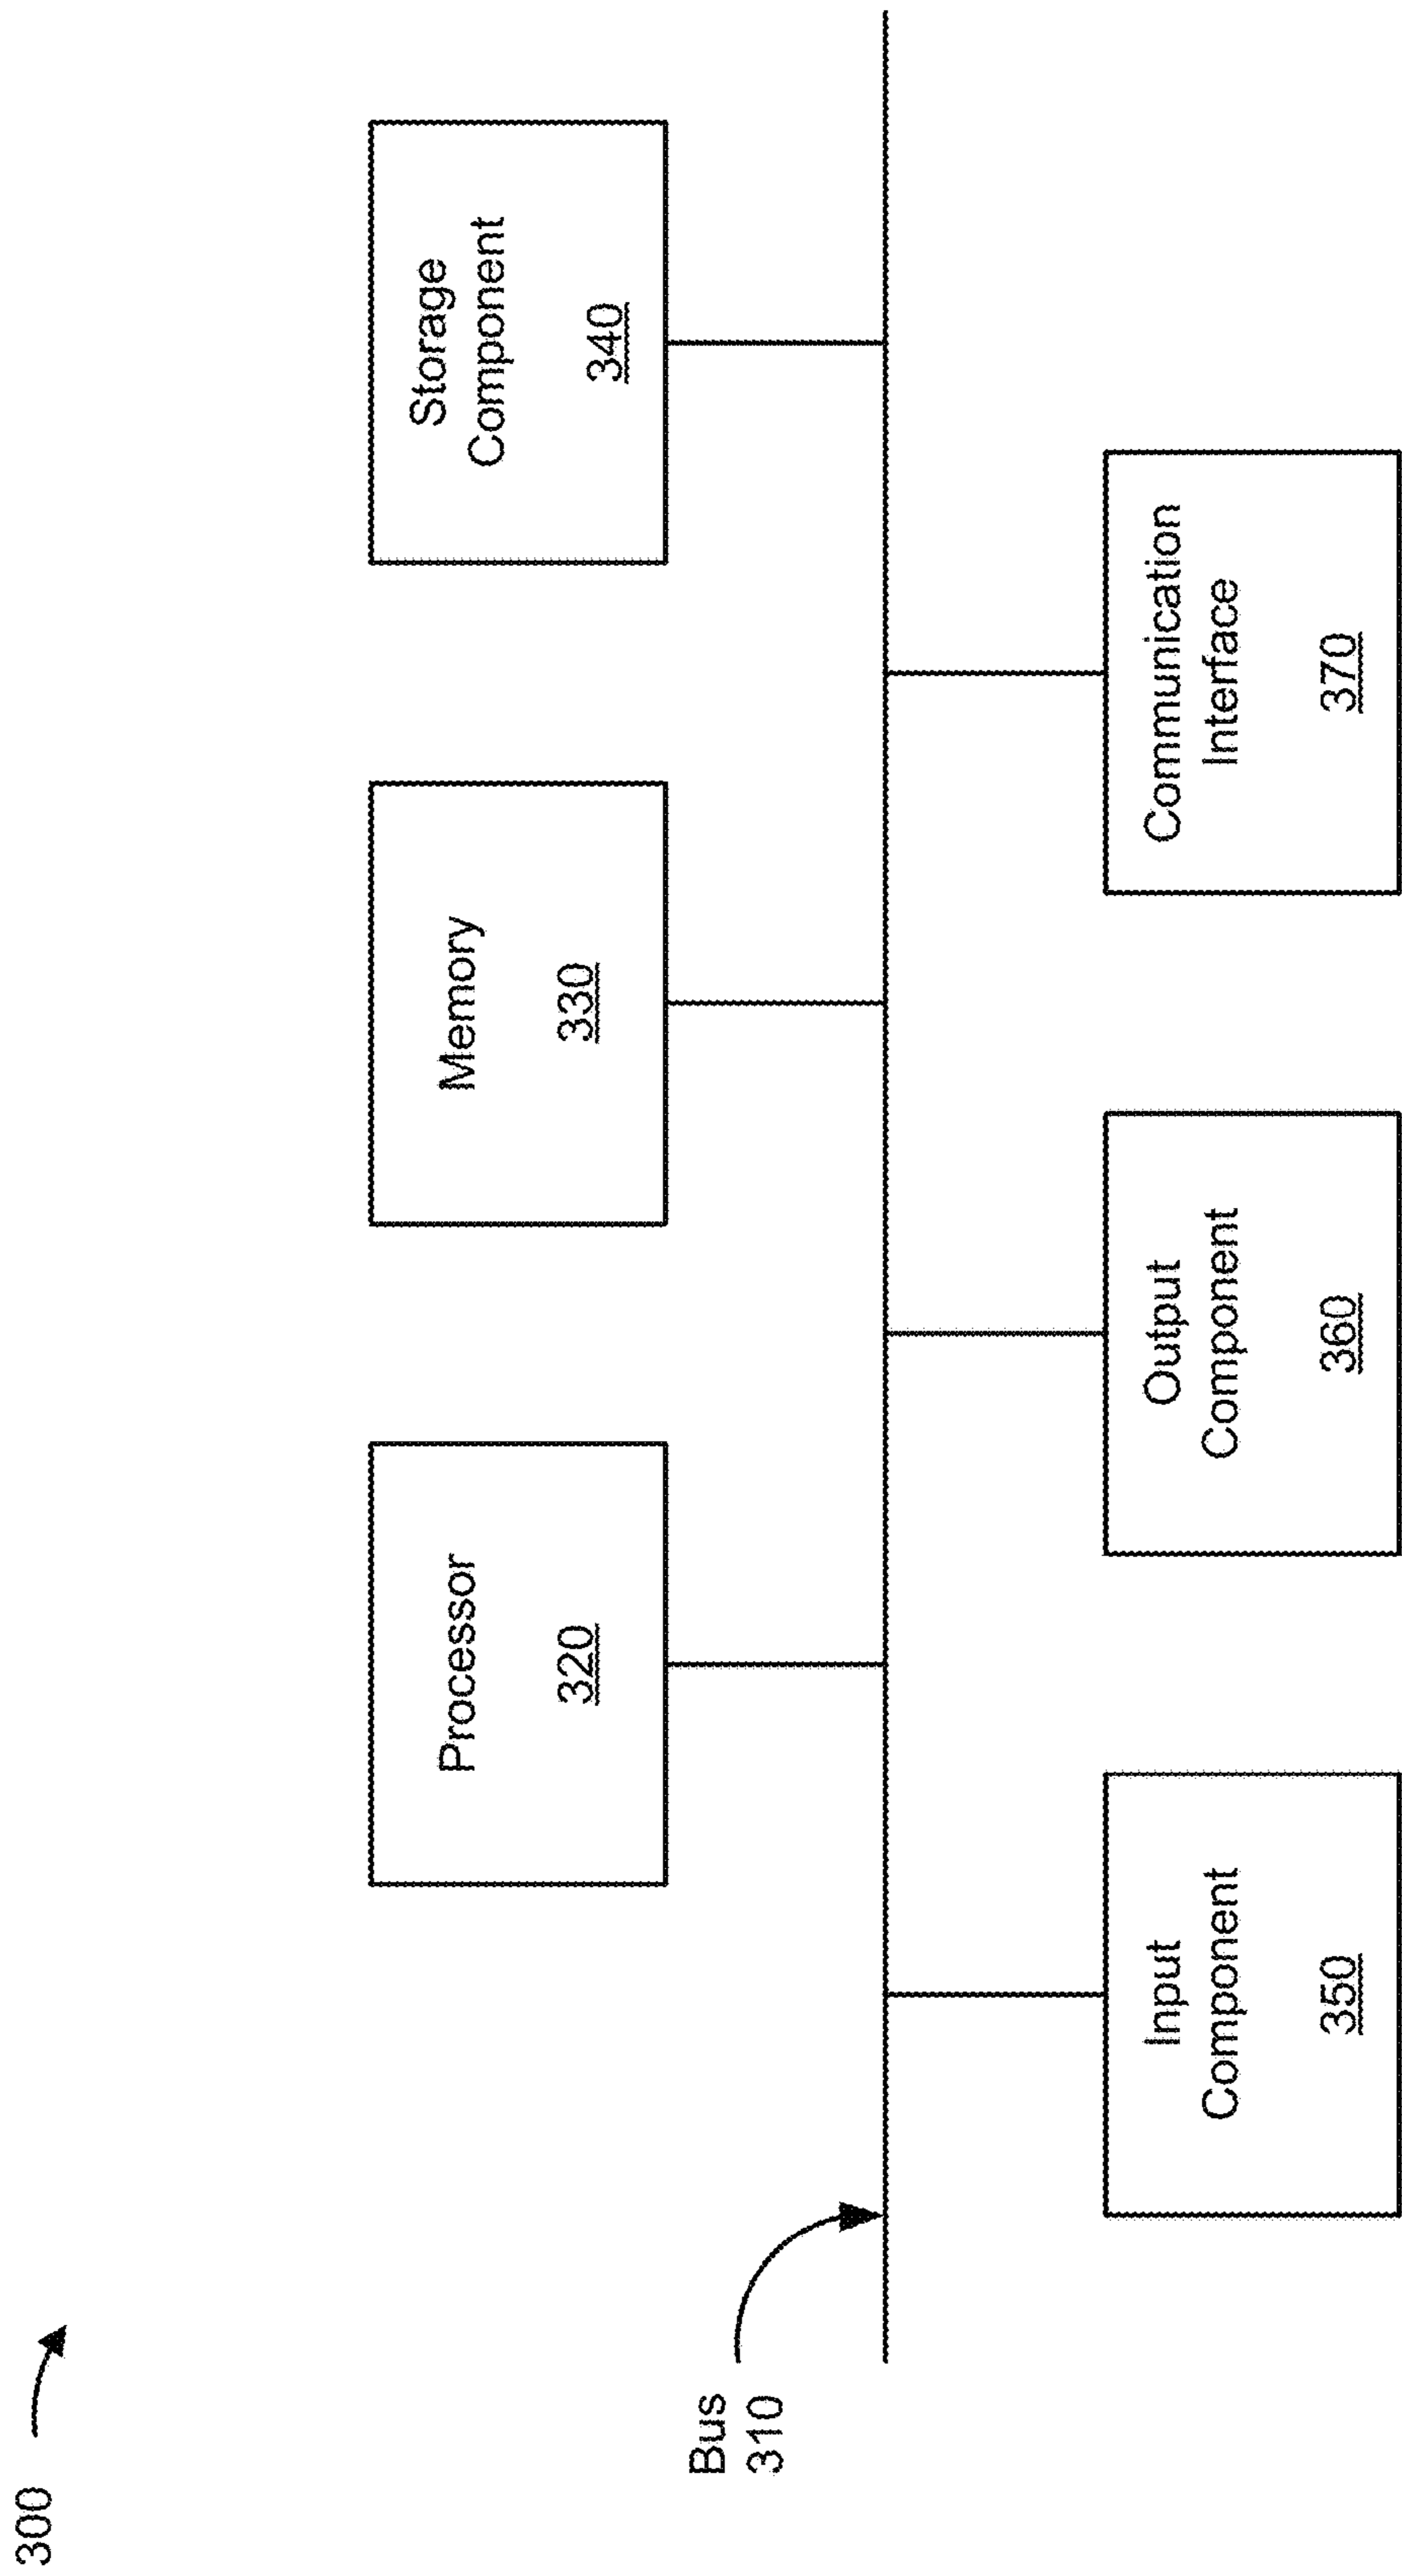 300
Processor
320
Memory
330
Storage
Component
340
Bus
310
Input
Component
350
Output
Component
360
Communication
Interface
370